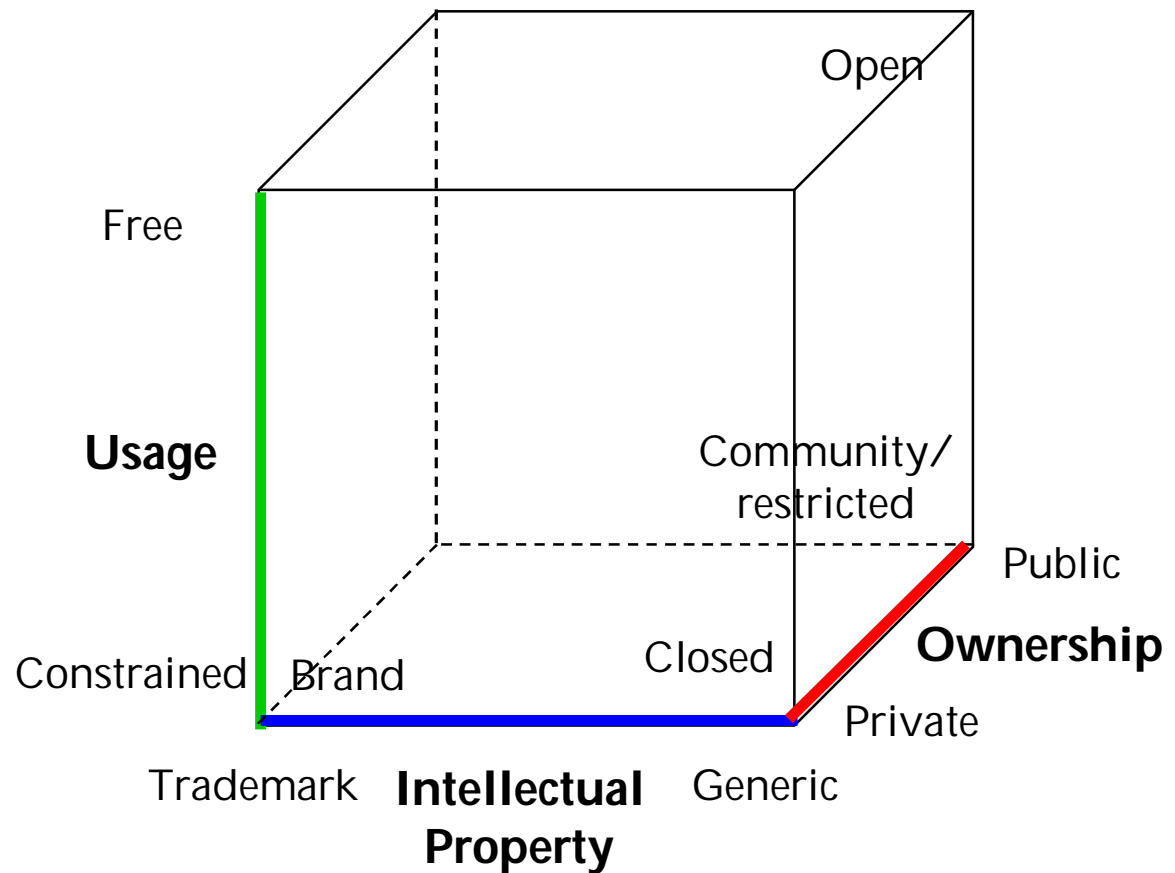 Open
Free
Usage
Community/
restricted
Public
Ownership
Closed
Constrained
Brand
Private
Trademark
Intellectual
Property
Generic